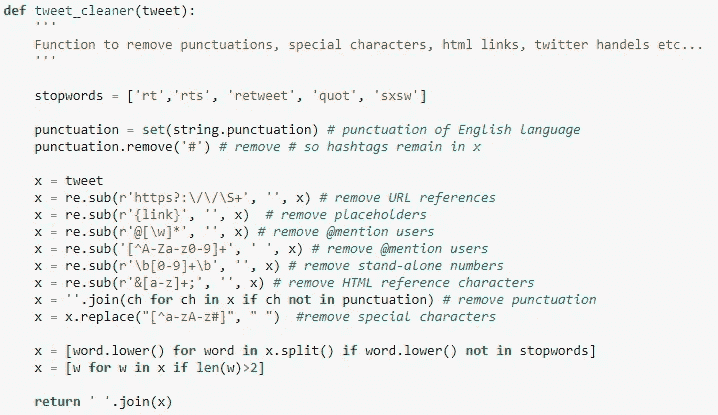 def tweet_cleaner(tweet):
    '''
    Function to remove punctuations, special characters, html links, twitter handels etc...
    '''

    stopwords = ['rt','rts', 'retweet', 'quot', 'sxsw']

    punctuation = set(string.punctuation) # punctuation of English language
    punctuation.remove('#') # remove # so hashtags remain in x

    x = tweet
    x = re.sub(r'https?:\/\/\S+', '', x) # remove URL references
    x = re.sub(r'{link}', '', x)  # remove placeholders
    x = re.sub(r'@[\w]*', '', x) # remove @mention users
    x = re.sub('[^A-Za-z0-9]+', ' ', x) # remove @mention users
    x = re.sub(r'\b[0-9]+\b', '', x) # remove stand-alone numbers
    x = re.sub(r'&[a-z]+;', '', x) # remove HTML reference characters
    x = ''.join(ch for ch in x if ch not in punctuation) # remove punctuation
    x = x.replace("[^a-zA-z#]", " ")  #remove special characters

    x = [word.lower() for word in x.split() if word.lower() not in stopwords]
    x = [w for w in x if len(w)>2]

    return ' '.join(x)